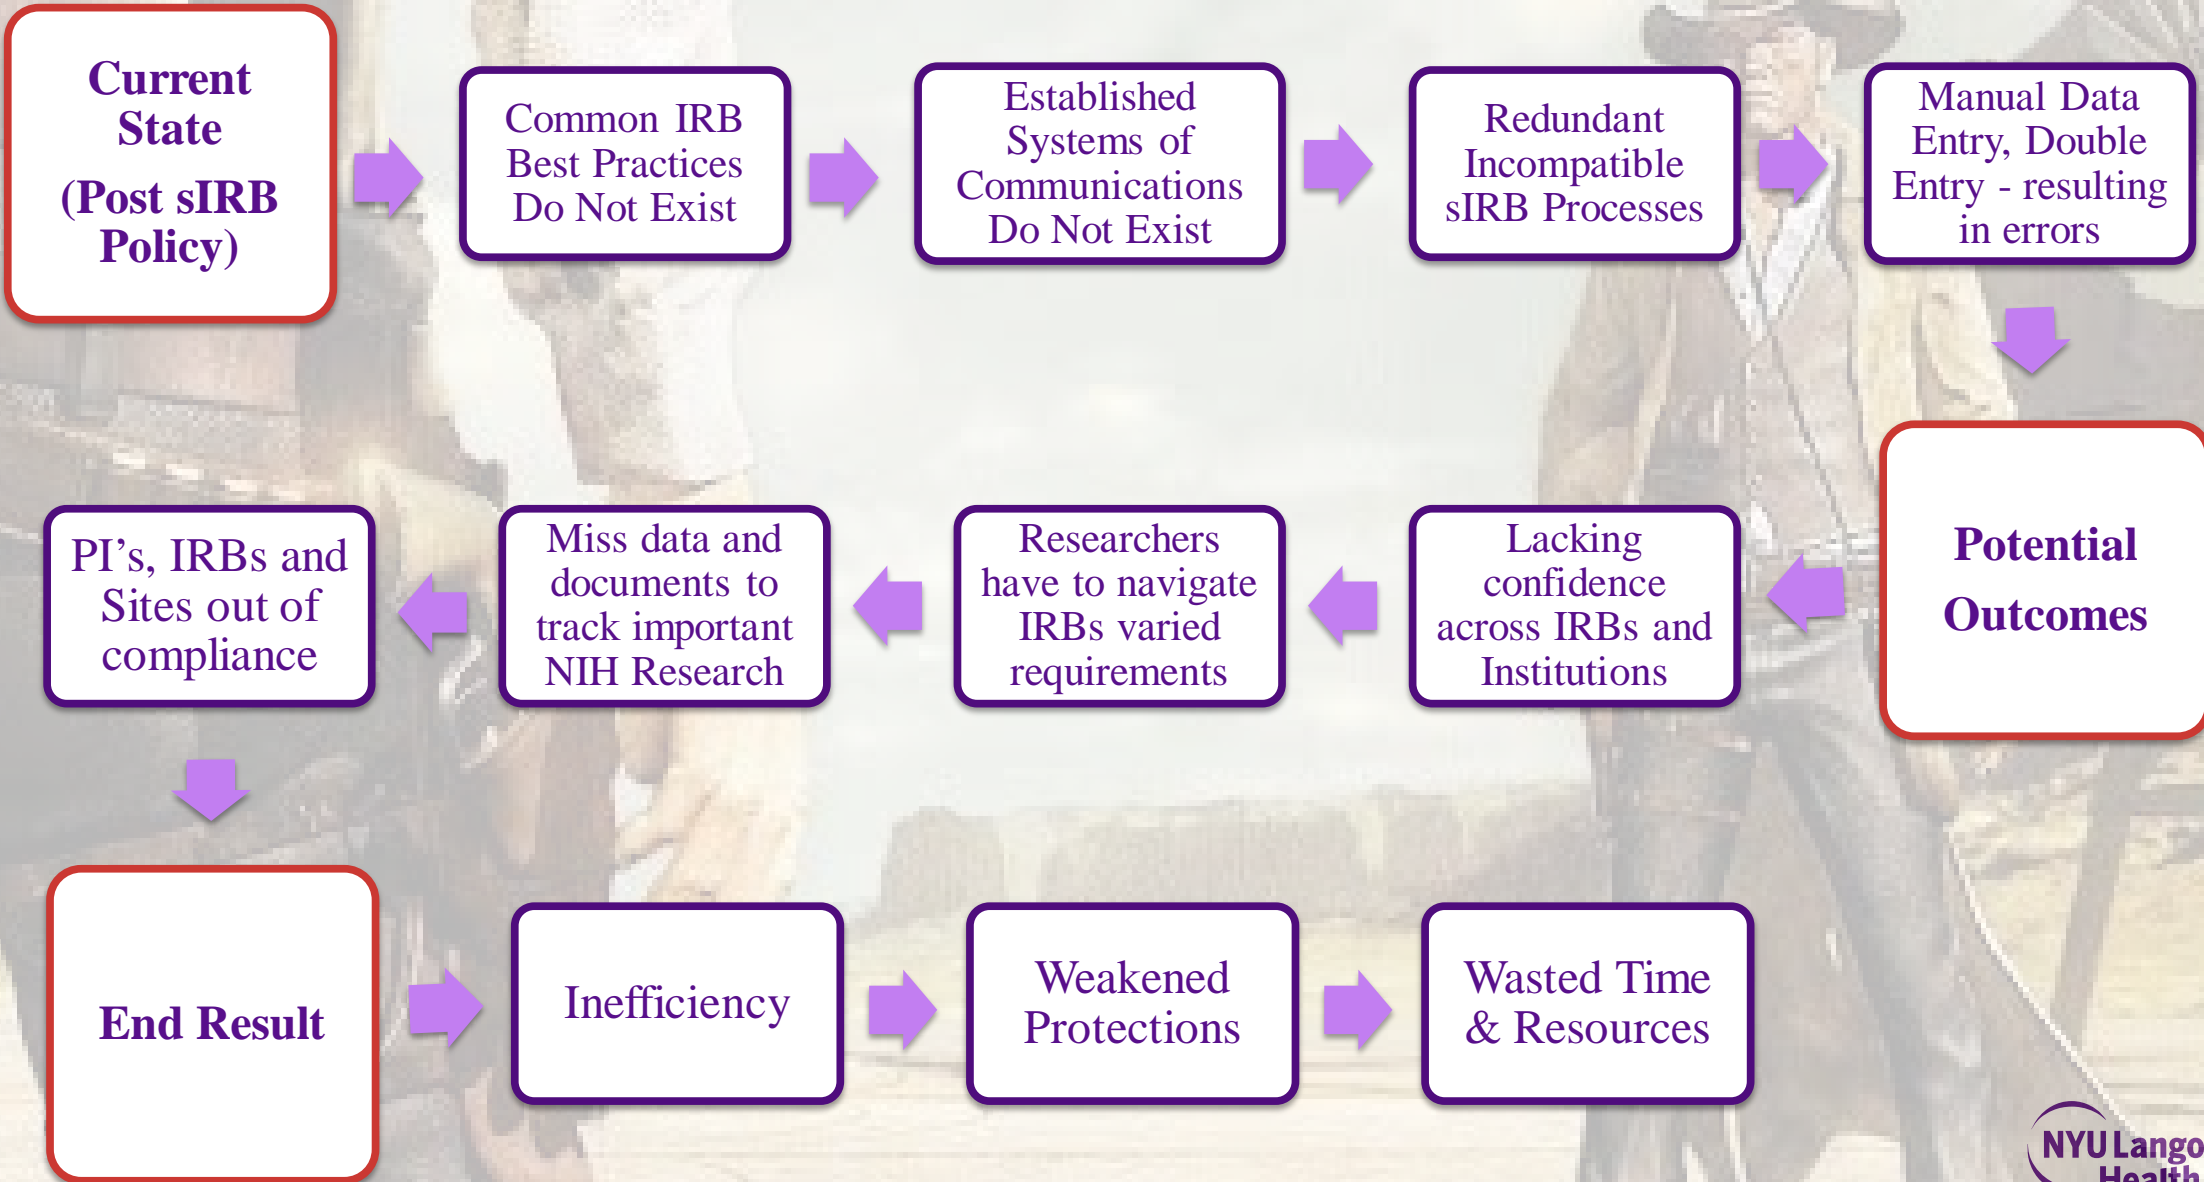 Current
State
(Post sIRB
Policy)
Common IRB
Best Practices
Do Not Exist
Established
Systems of
Communications
Do Not Exist
Redundant
Incompatible
sIRB Processes
Manual Data
Entry, Double
Entry - resulting
in errors
Potential
Outcomes
Lacking
confidence
across IRBs and
Institutions
Researchers
have to navigate
IRBs varied
requirements
Miss data and
documents to
track important
NIH Research
PI’s, IRBs and
Sites out of
compliance
End Result
Inefficiency
Weakened
Protections
Wasted Time
& Resources
NYU Lango
Health